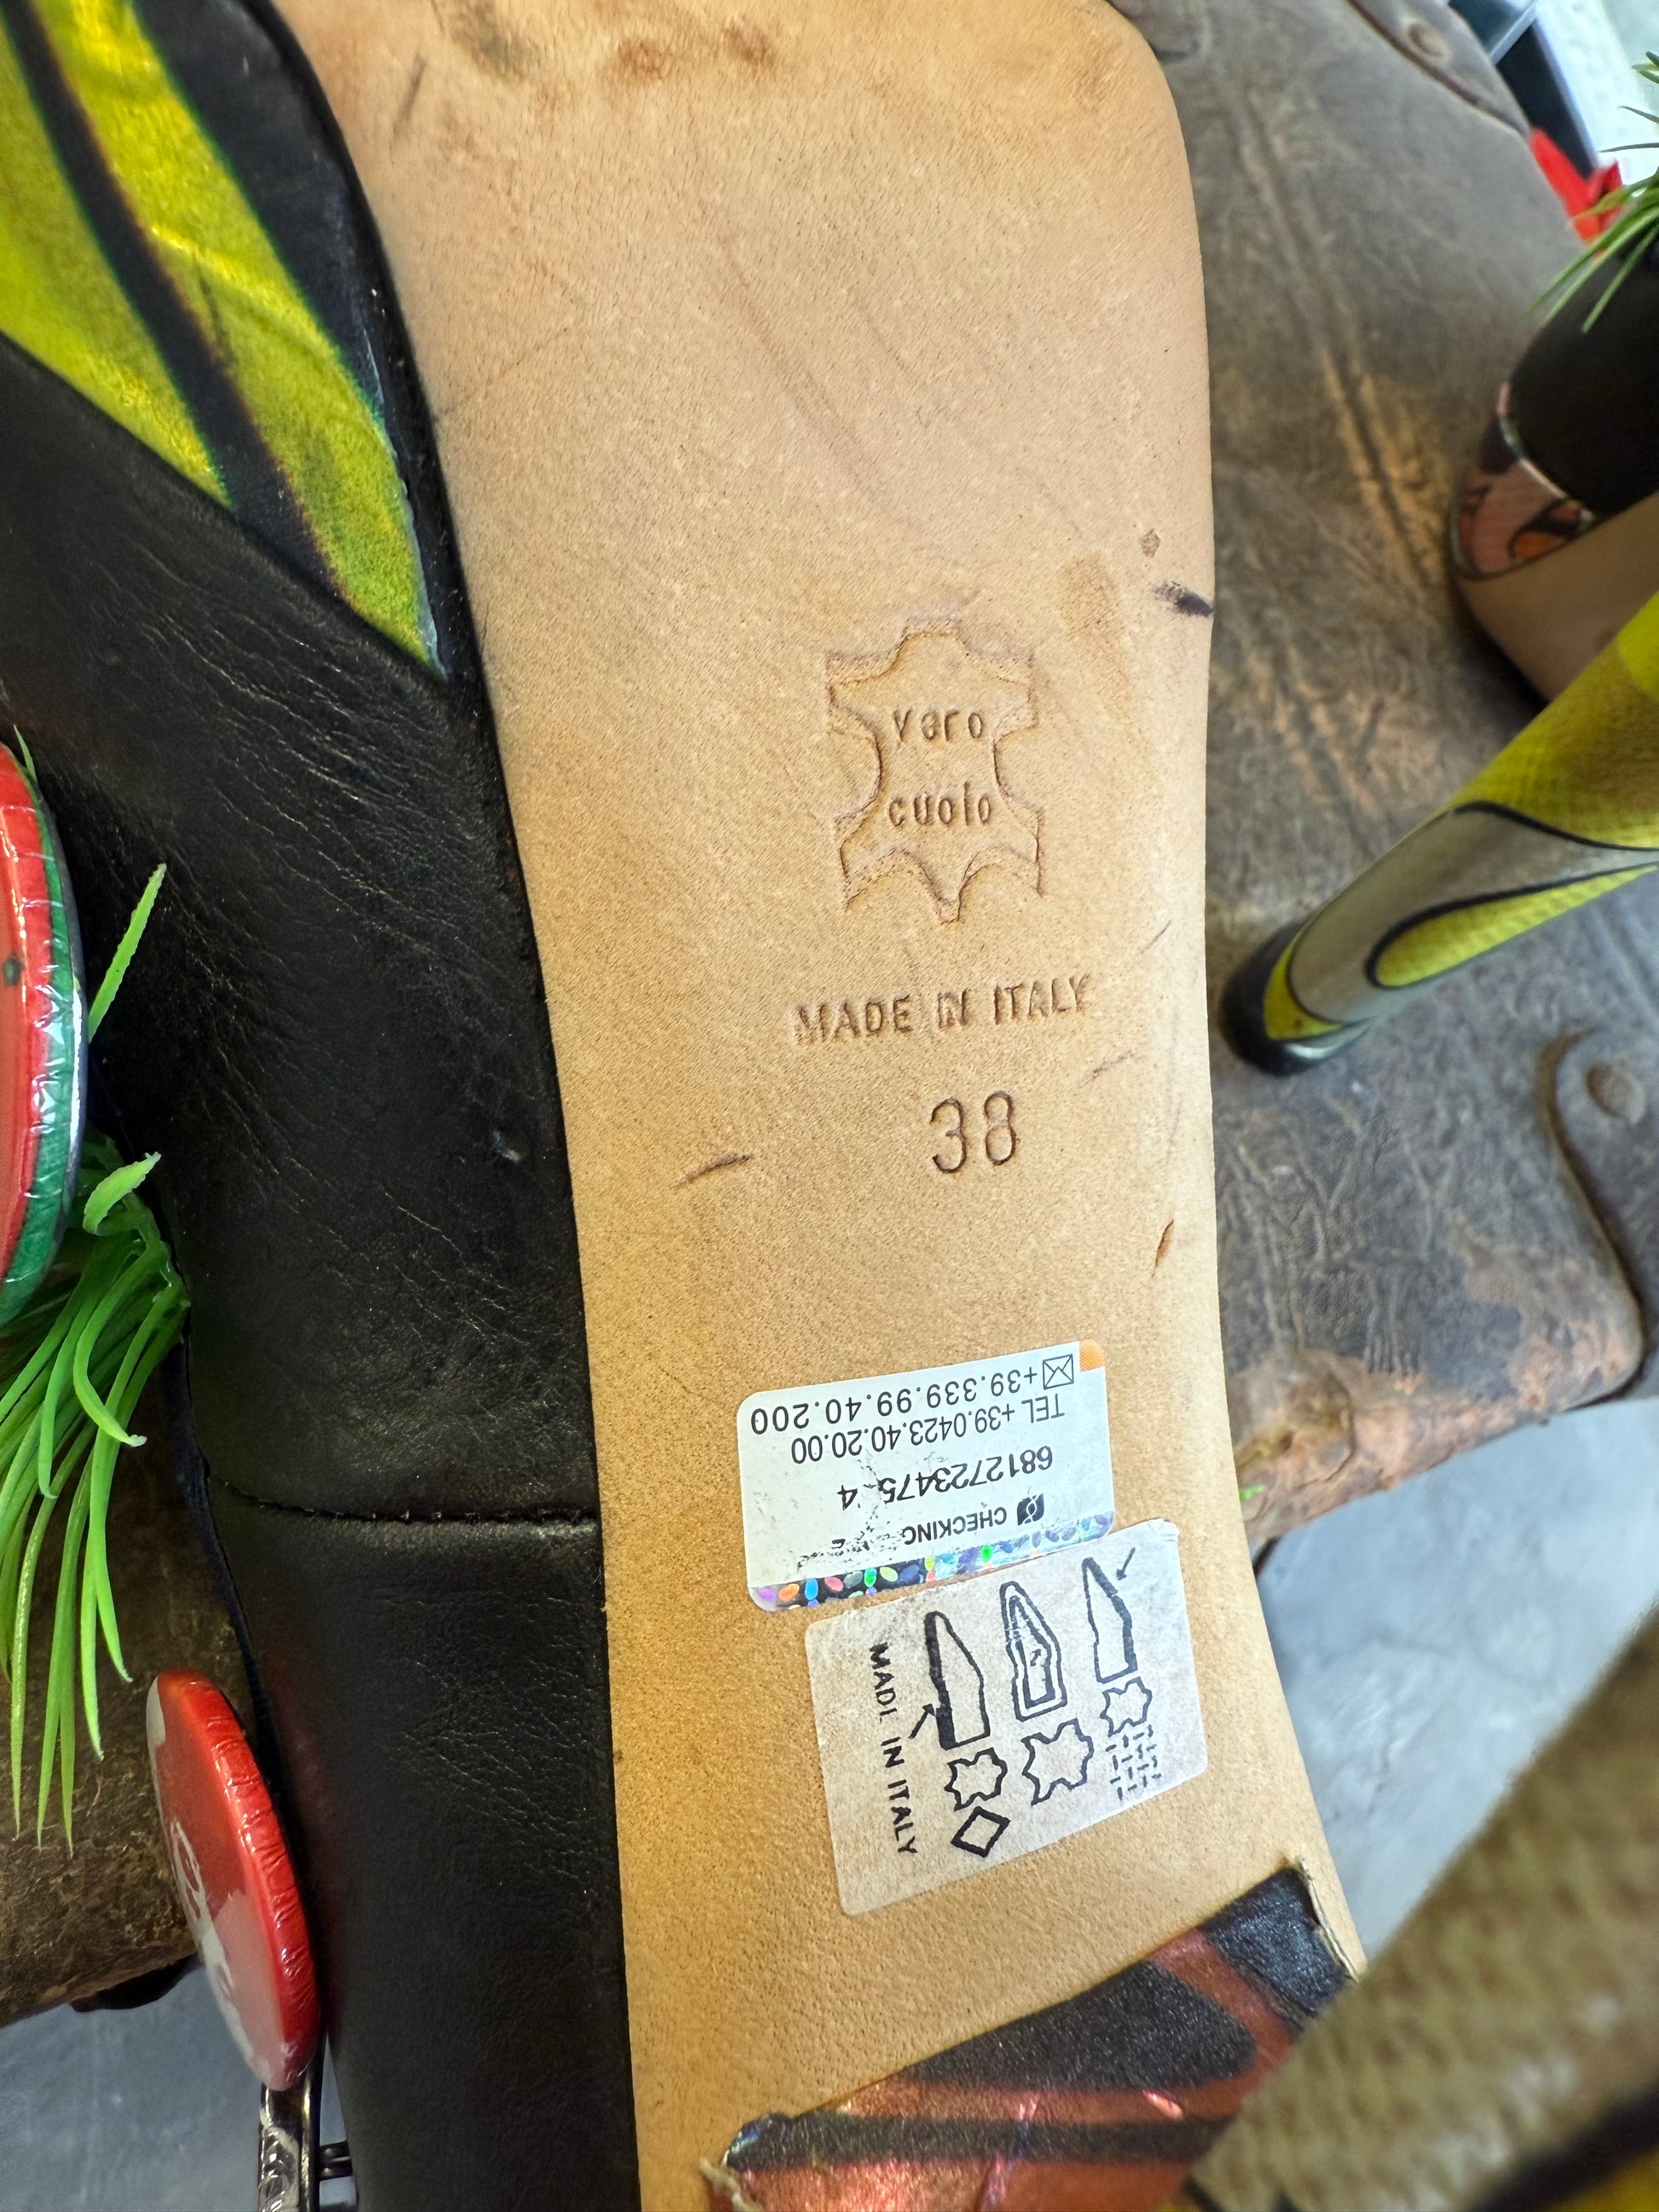 vero
cuoio
MADE IN ITALY
38
CHECKING
6812723475 4
TEL +39.0423.40.20.00
+39.339.99.40.200
MADE IN ITALY